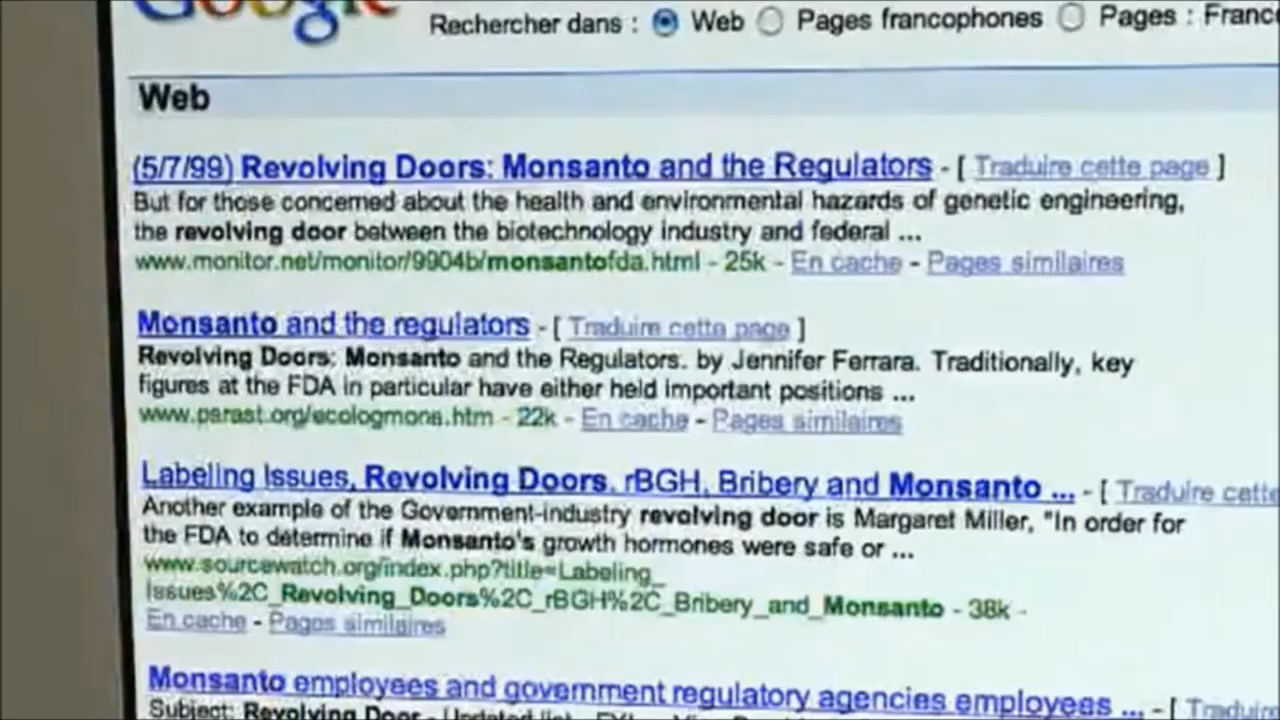 Google
Rechercher dans : Web Pages francophones Pages : Franc
Web
(5/7/99) Revolving Doors: Monsanto and the Regulators - [ Traduire cette page ]
But for those concerned about the health and environmental hazards of genetic engineering,
the revolving door between the biotechnology industry and federal ...
www.monitor.net/monitor/9904b/monsantofda.html - 25k - En cache - Pages similaires
Monsanto and the regulators - [ Traduire cette page ]
Revolving Doors: Monsanto and the Regulators. by Jennifer Ferrara. Traditionally, key
figures at the FDA in particular have either held important positions ...
www.psrast.org/ecologmons.htm - 22k - En cache - Pages similaires
Labeling Issues, Revolving Doors, rBGH, Bribery and Monsanto ... - [ Traduire cette
Another example of the Government-industry revolving door is Margaret Miller, "In order for
the FDA to determine if Monsanto's growth hormones were safe or ...
www.sourcewatch.org/index.php?title=Labeling_
Issues%2C_Revolving_Doors%2C_rBGH%2C_Bribery_and_Monsanto - 38k -
En cache - Pages similaires
Monsanto employees and government regulatory agencies employees ... - [ Traduire
Subject: Revolving Door - Updated list